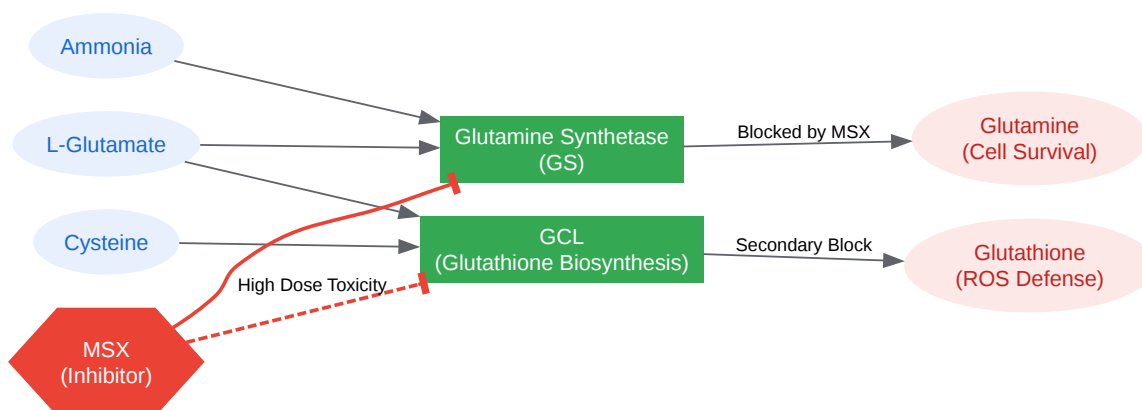 Ammonia
L-Glutamate
Cysteine
MSX
(Inhibitor)
High Dose Toxicity
Glutamine Synthetase
(GS)
GCL
(Glutathione Biosynthesis)
Blocked by MSX
Secondary Block
Glutamine
(Cell Survival)
Glutathione
(ROS Defense)